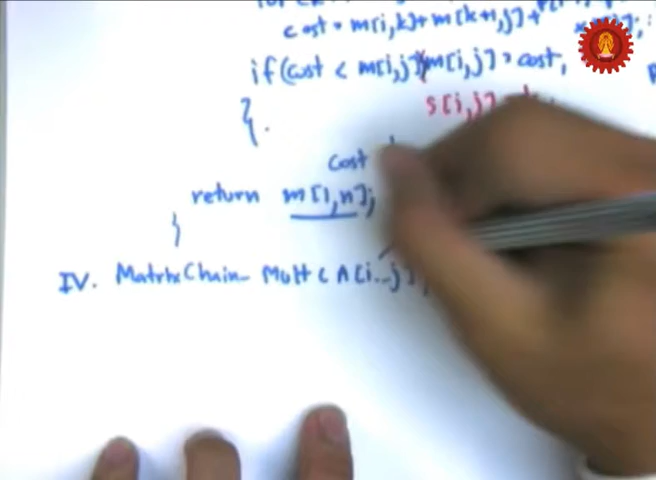 cost = m[i,k]+m[k+1,j]+
if(cost < m[i,j]){m[i,j] = cost,
s[i,j]
}.
cost
return m[1,n];
}
IV. MatrixChain_Mult(A[i..j],